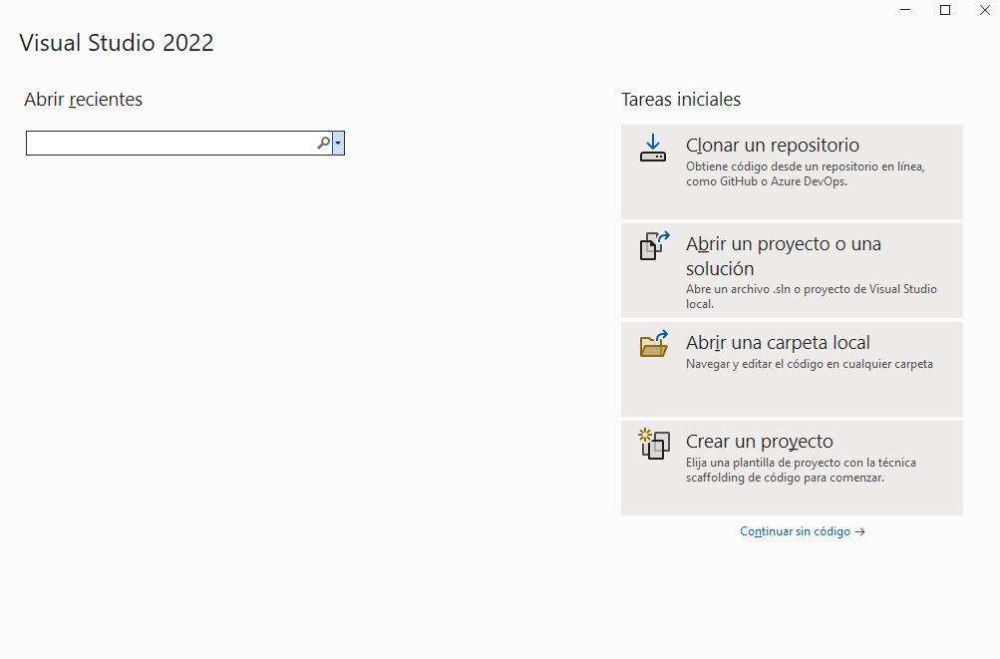 Visual Studio 2022
Abrir recientes
Tareas iniciales
Clonar un repositorio
Obtiene código desde un repositorio en línea,
como GitHub o Azure DevOps.
Abrir un proyecto o una
solución
Abre un archivo .sln o proyecto de Visual Studio
local.
Abrir una carpeta local
Navegar y editar el código en cualquier carpeta
Crear un proyecto
Elija una plantilla de proyecto con la técnica
scaffolding de código para comenzar.
Continuar sin código →